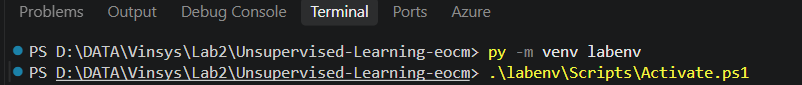 Problems Output Debug Console Terminal Ports Azure
PS D:\DATA\Vinsys\Lab2\Unsupervised-Learning-eocm> py -m venv labenv
PS D:\DATA\Vinsys\Lab2\Unsupervised-Learning-eocm> .\labenv\Scripts\Activate.ps1